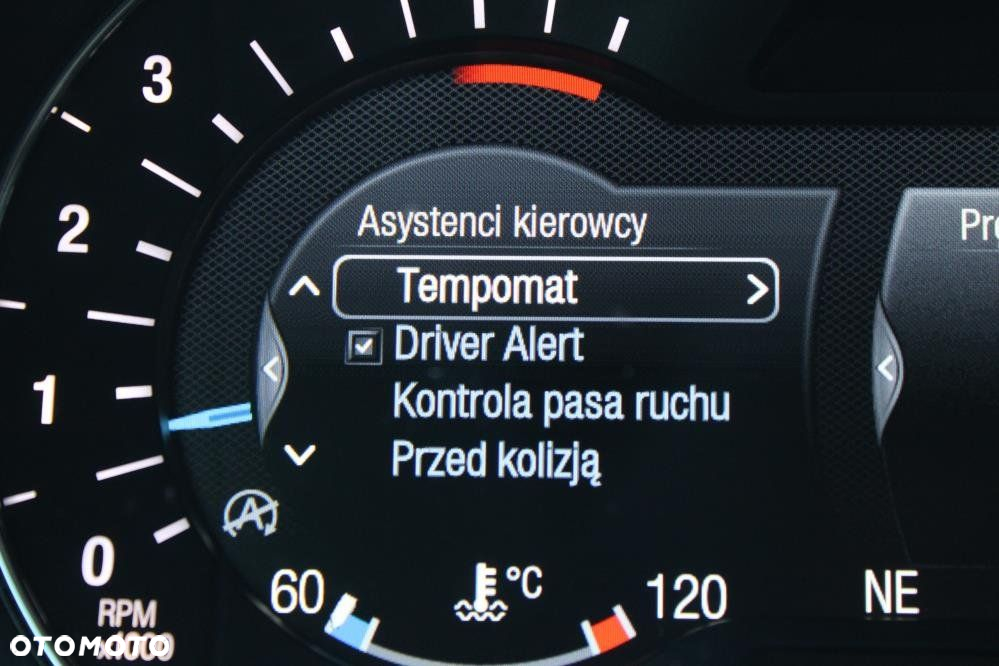 3
2
1
0
RPM
x1000
Asystenci kierowcy
Tempomat
Driver Alert
Kontrola pasa ruchu
Przed kolizją
A
60
°C
120
NE
OTOMOTO